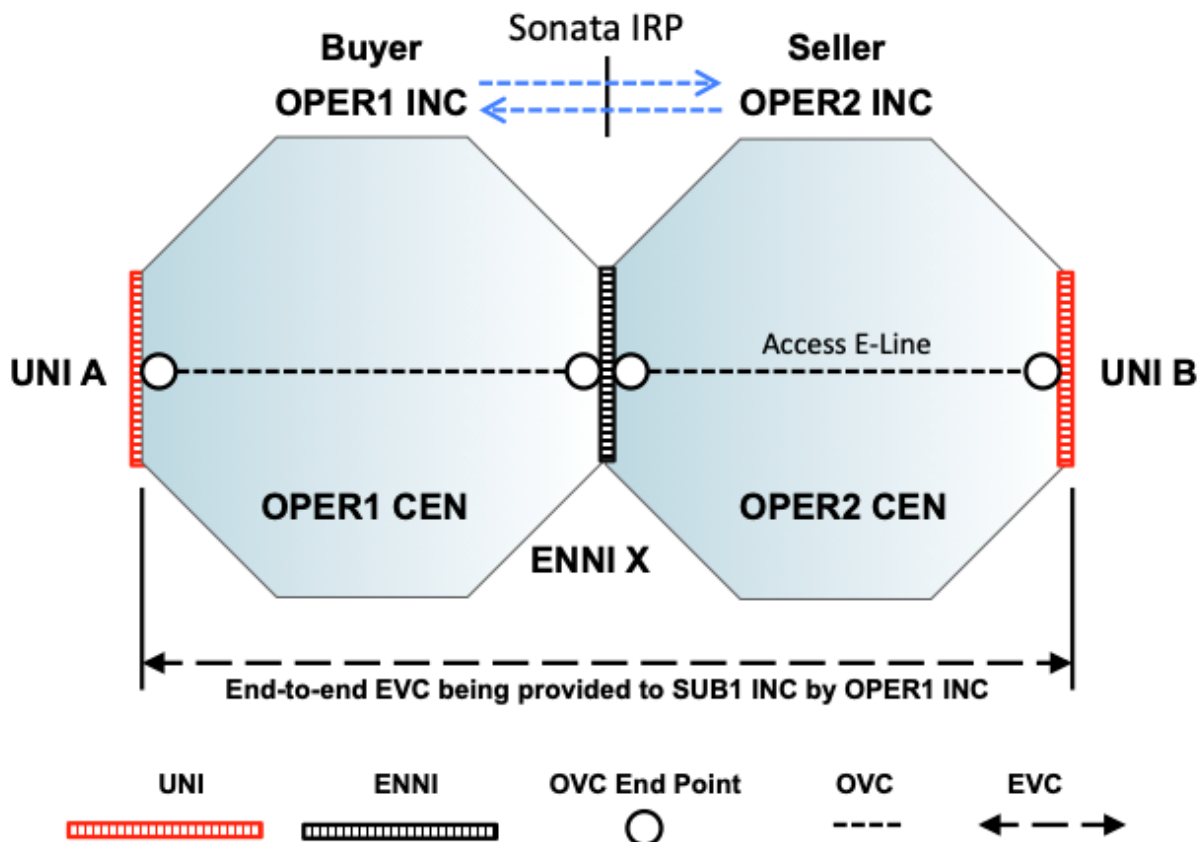 Sonata IRP
Buyer
Seller
OPER1 INC
OPER2 INC
Access E-Line
UNI A
UNI B
OPER1 CEN
OPER2 CEN
ENNI X
End-to-end EVC being provided to SUB1 INC by OPER1 INC
UNI
ENNI
OVC End Point
OVC
EVC